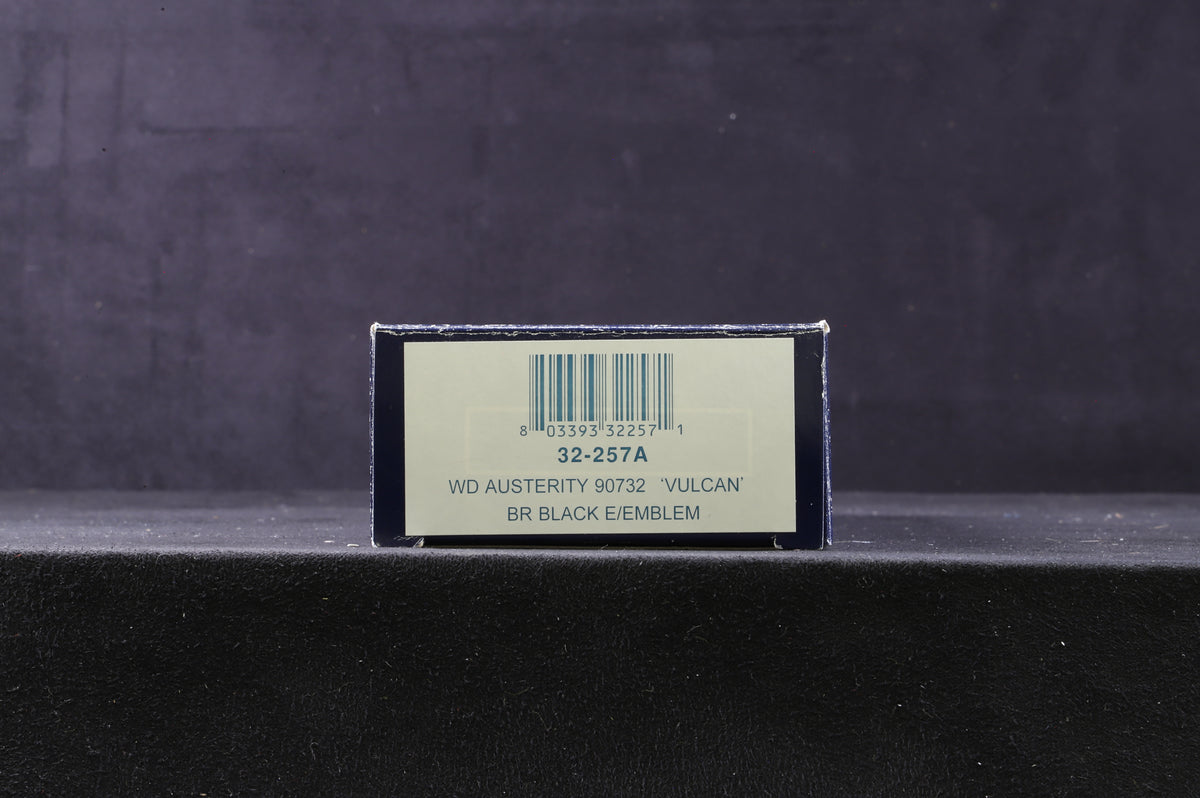 8 03393 32257 1
32-257A
WD AUSTERITY 90732 ‘VULCAN’
BR BLACK E/EMBLEM